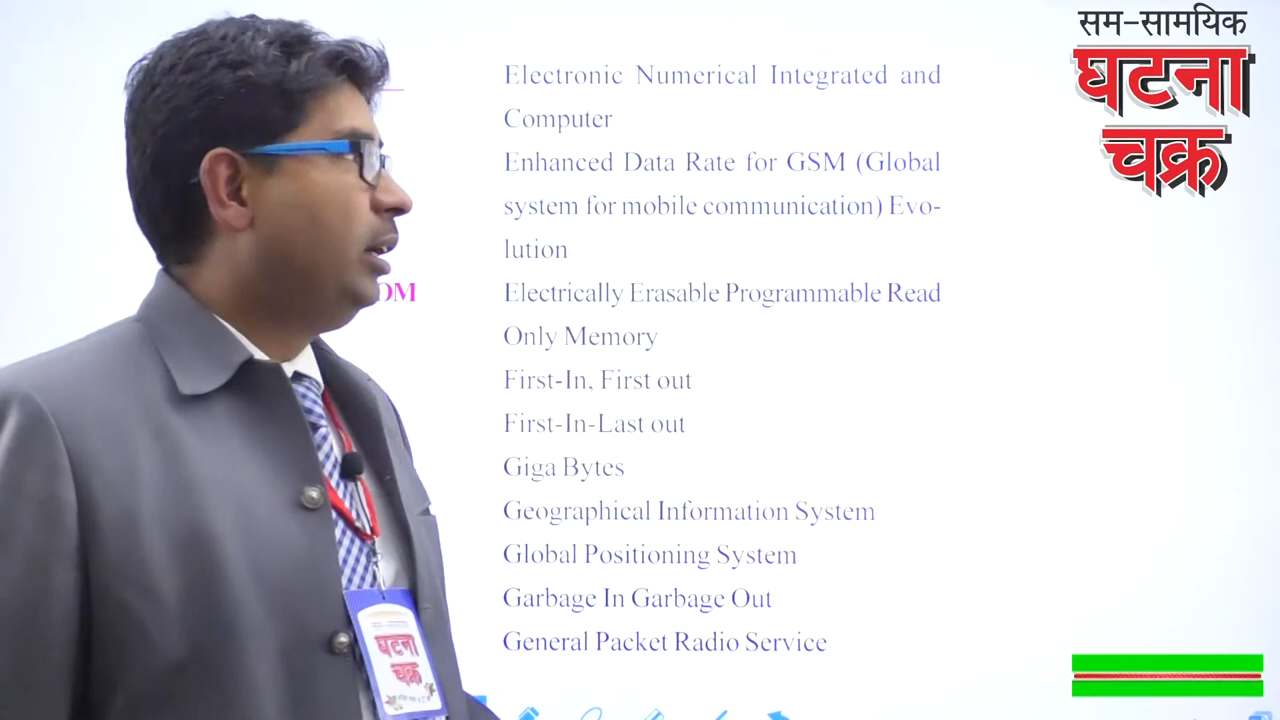 सम-सामयिक
घटना
चक्र
Electronic Numerical Integrated and
Computer
Enhanced Data Rate for GSM (Global
system for mobile communication) Evo-
lution
OM
Electrically Erasable Programmable Read
Only Memory
First-In, First out
First-In-Last out
Giga Bytes
Geographical Information System
Global Positioning System
Garbage In Garbage Out
General Packet Radio Service
घटना
चक्र